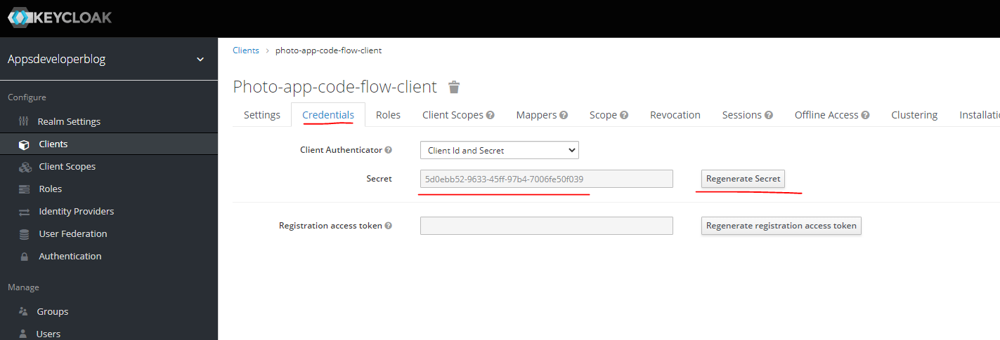 KEYCLOAK
Appsdeveloperblog
Configure
Realm Settings
Clients
Client Scopes
Roles
Identity Providers
User Federation
Authentication
Manage
Groups
Users
Clients > photo-app-code-flow-client
Photo-app-code-flow-client
Settings Credentials Roles Client Scopes Mappers Scope Revocation Sessions Offline Access Clustering Installati
Client Authenticator Client Id and Secret
Secret 5d0ebb52-9633-45ff-97b4-7006fe50f039 Regenerate Secret
Registration access token Regenerate registration access token